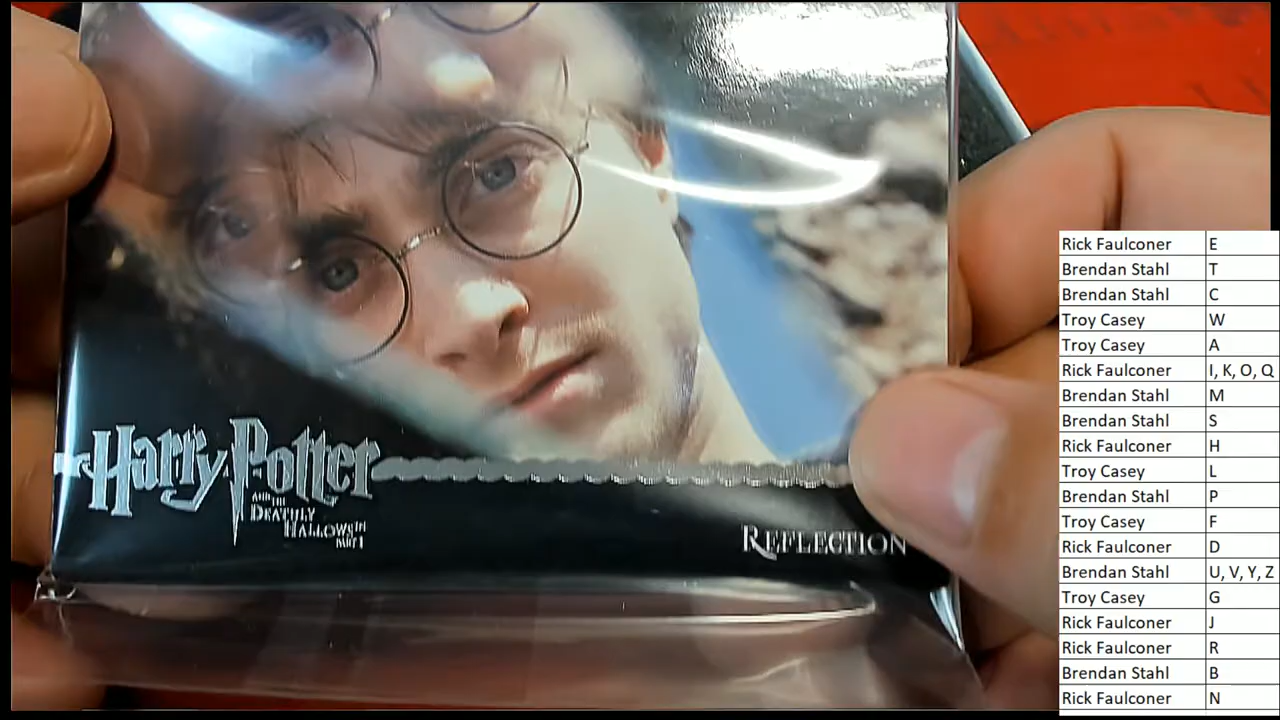 Harry Potter
AND THE
DEATHLY
HALLOWS
PART 1
REFLECTION
Rick Faulconer E
Brendan Stahl T
Brendan Stahl C
Troy Casey W
Troy Casey A
Rick Faulconer I, K, O, Q
Brendan Stahl M
Brendan Stahl S
Rick Faulconer H
Troy Casey L
Brendan Stahl P
Troy Casey F
Rick Faulconer D
Brendan Stahl U, V, Y, Z
Troy Casey G
Rick Faulconer J
Rick Faulconer R
Brendan Stahl B
Rick Faulconer N